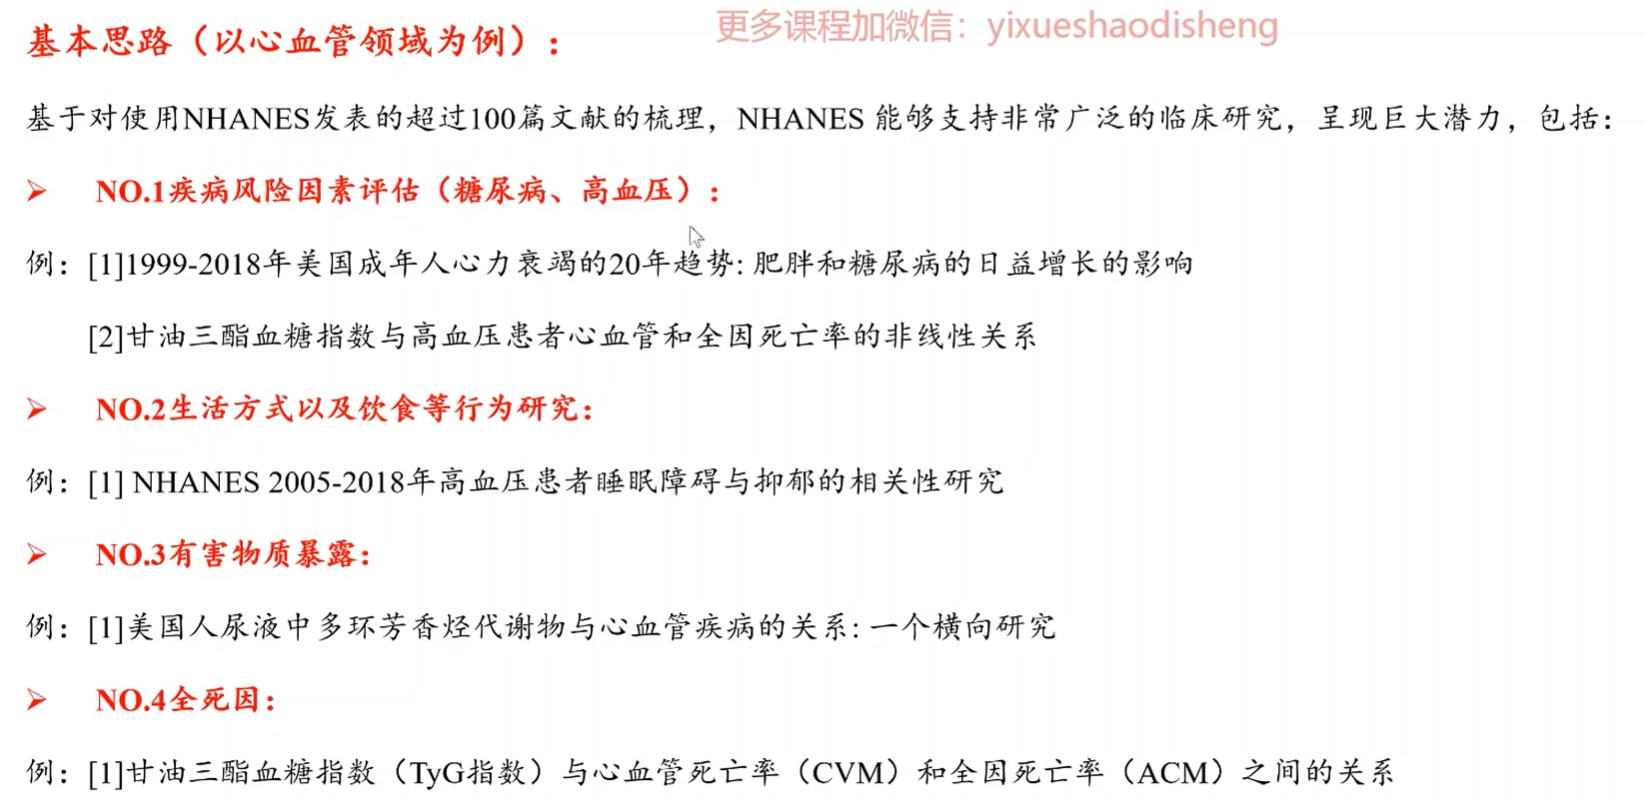 更多课程加微信：yixueshaodisheng
基本思路（以心血管领域为例）：
基于对使用NHANES发表的超过100篇文献的梳理，NHANES 能够支持非常广泛的临床研究，呈现巨大潜力，包括：
➢ NO.1疾病风险因素评估（糖尿病、高血压）：
例：[1]1999-2018年美国成年人心力衰竭的20年趋势: 肥胖和糖尿病的日益增长的影响
[2]甘油三酯血糖指数与高血压患者心血管和全因死亡率的非线性关系
➢ NO.2生活方式以及饮食等行为研究：
例：[1] NHANES 2005-2018年高血压患者睡眠障碍与抑郁的相关性研究
➢ NO.3有害物质暴露：
例：[1]美国人尿液中多环芳香烃代谢物与心血管疾病的关系: 一个横向研究
➢ NO.4全死因：
例：[1]甘油三酯血糖指数（TyG指数）与心血管死亡率（CVM）和全因死亡率（ACM）之间的关系